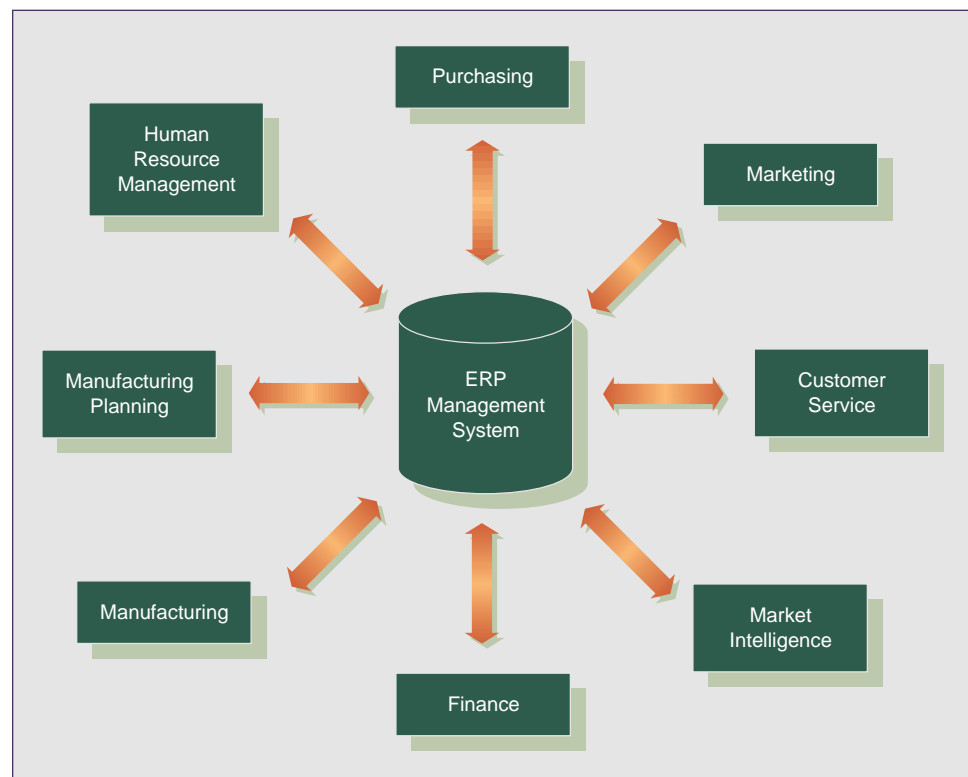 Purchasing
Human
Resource
Management
Marketing
ERP
Management
System
Manufacturing
Planning
Customer
Service
Manufacturing
Market
Intelligence
Finance